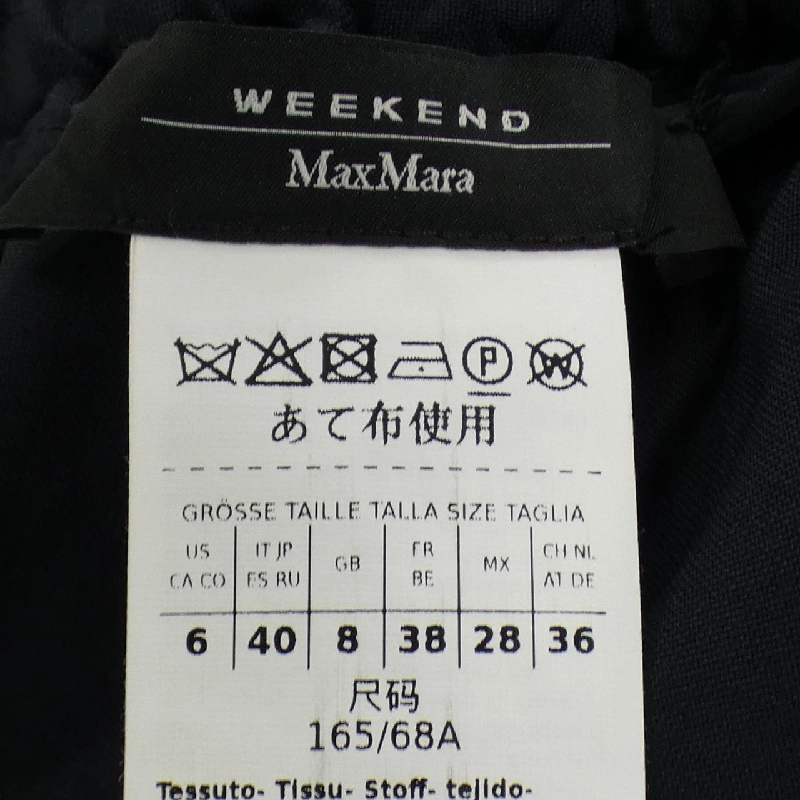 WEEKEND
MaxMara
P W
あて布使用
GRÖSSE TAILLE TALLA SIZE TAGLIA
US IT JP GB FR MX CH NL
CA CO ES RU BE AT DE
6 40 8 38 28 36
尺码
165/68A
Tessuto- Tissu- Stoff- tejido-